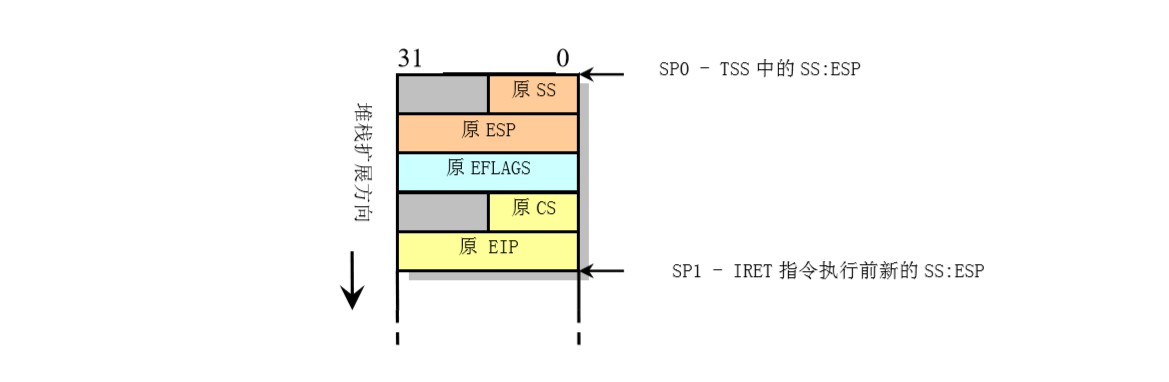 31 0
SP0 - TSS 中的 SS:ESP
原 SS
原 ESP
原 EFLAGS
原 CS
原 EIP
堆栈扩展方向
SP1 - IRET 指令执行前新的 SS:ESP